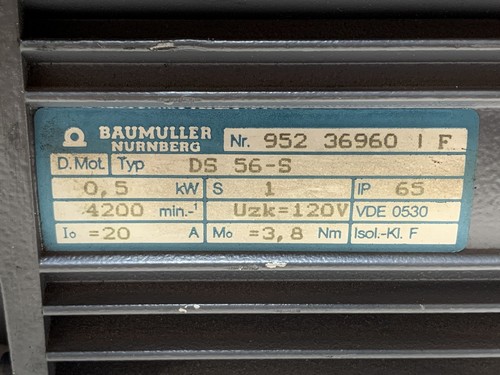 BAUMULLER
NURNBERG
Nr. 952 36960 I F
D.Mot. Typ DS 56-S
0,5 kW S 1 IP 65
4200 min.-¹ Uzk=120V VDE 0530
Io =20 A Mo =3,8 Nm Isol.-Kl. F